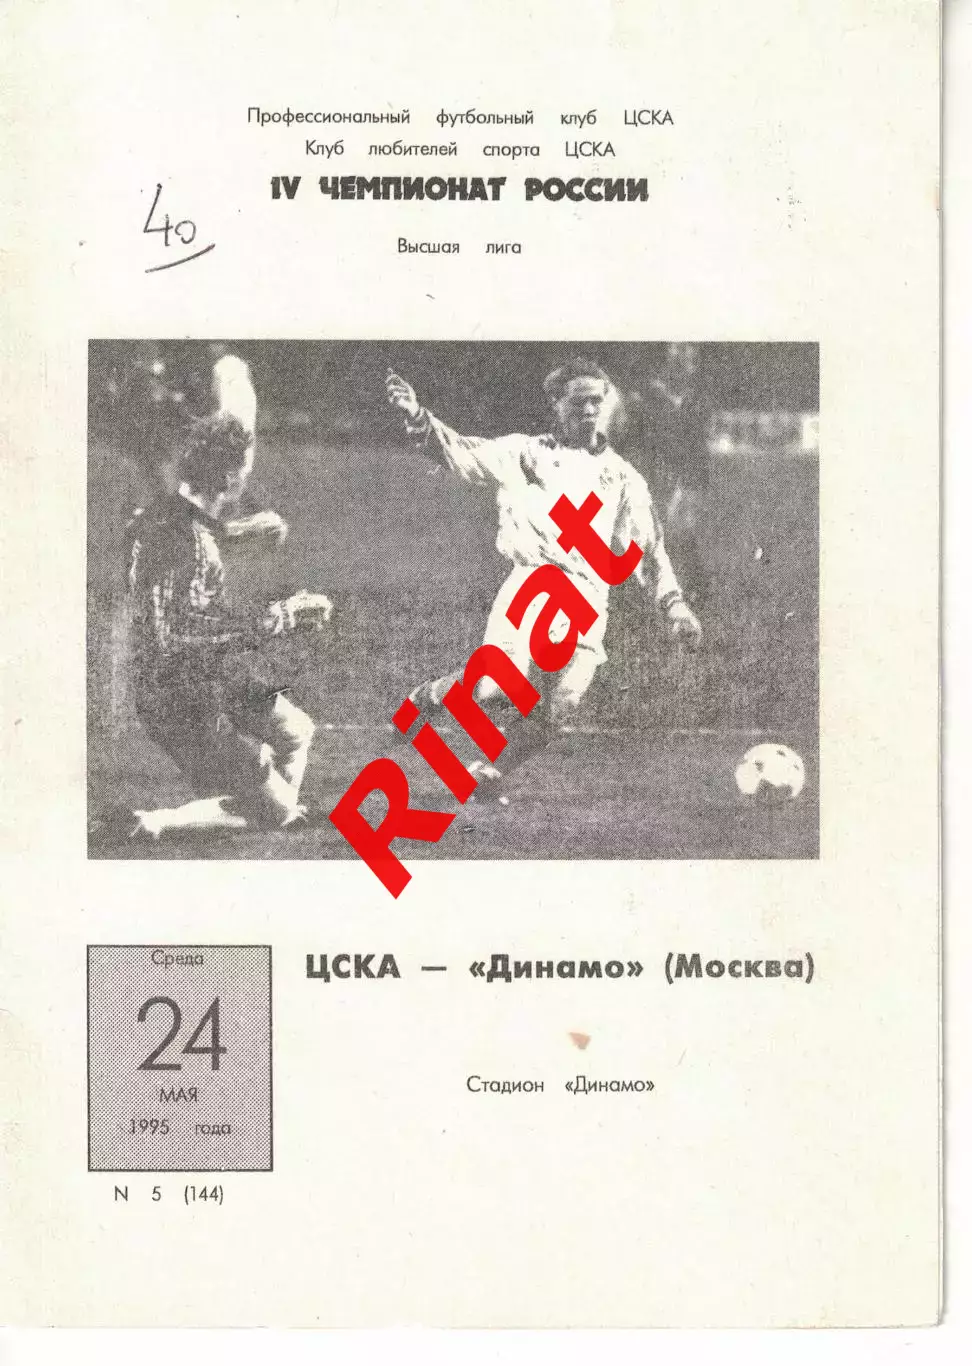 Профессиональный футбольный клуб ЦСКА
Клуб любителей спорта ЦСКА
IV ЧЕМПИОНАТ РОССИИ
40
Высшая лига
Rinat
ЦСКА — «Динамо» (Москва)
Среда
24
МАЯ
1995 года
Стадион «Динамо»
N 5 (144)